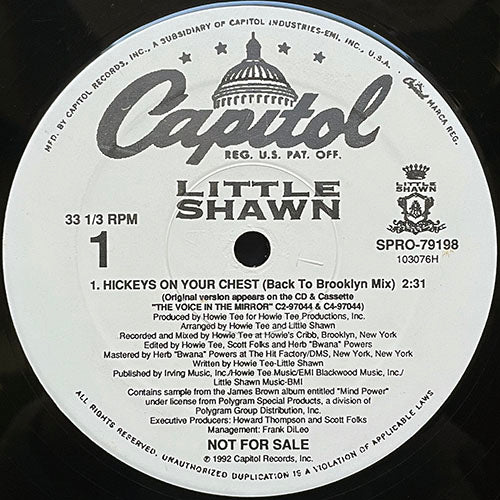 MFD. BY CAPITOL RECORDS, INC., A SUBSIDIARY OF CAPITOL INDUSTRIES-EMI, INC., U.S.A.
Capitol MARCA REG.
Capitol
REG. U.S. PAT. OFF.
LITTLE
SHAWN
LITTLE
SHAWN
33 1/3 RPM
1
SPRO-79198
103076H
1. HICKEYS ON YOUR CHEST (Back To Brooklyn Mix) 2:31
(Original version appears on the CD & Cassette
"THE VOICE IN THE MIRROR" C2-97044 & C4-97044)
Produced by Howie Tee for Howie Tee, Productions, Inc.
Arranged by Howie Tee and Little Shawn
Recorded and Mixed by Howie Tee at Howie's Cribb, Brooklyn, New York
Edited by Howie Tee, Scott Folks and Herb "Bwana" Powers
Mastered by Herb "Bwana" Powers at The Hit Factory/DMS, New York, New York
Written by Howie Tee-Little Shawn
Published by Irving Music, Inc./Howie Tee Music/EMI Blackwood Music, Inc./
Little Shawn Music-BMI
Contains sample from the James Brown album entitled "Mind Power"
under license from Polygram Special Products, a division of
Polygram Group Distribution, Inc.
Executive Producers: Howard Thompson and Scott Folks
Management: Frank DiLeo
NOT FOR SALE
℗ 1992 Capitol Records, Inc.
ALL RIGHTS RESERVED. UNAUTHORIZED DUPLICATION IS A VIOLATION OF APPLICABLE LAWS